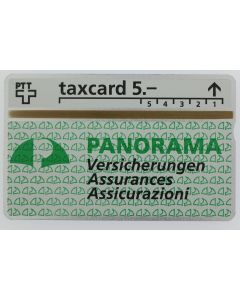 PTT taxcard 5.–
5 4 3 2 1
PANORAMA
Versicherungen
Assurances
Assicurazioni